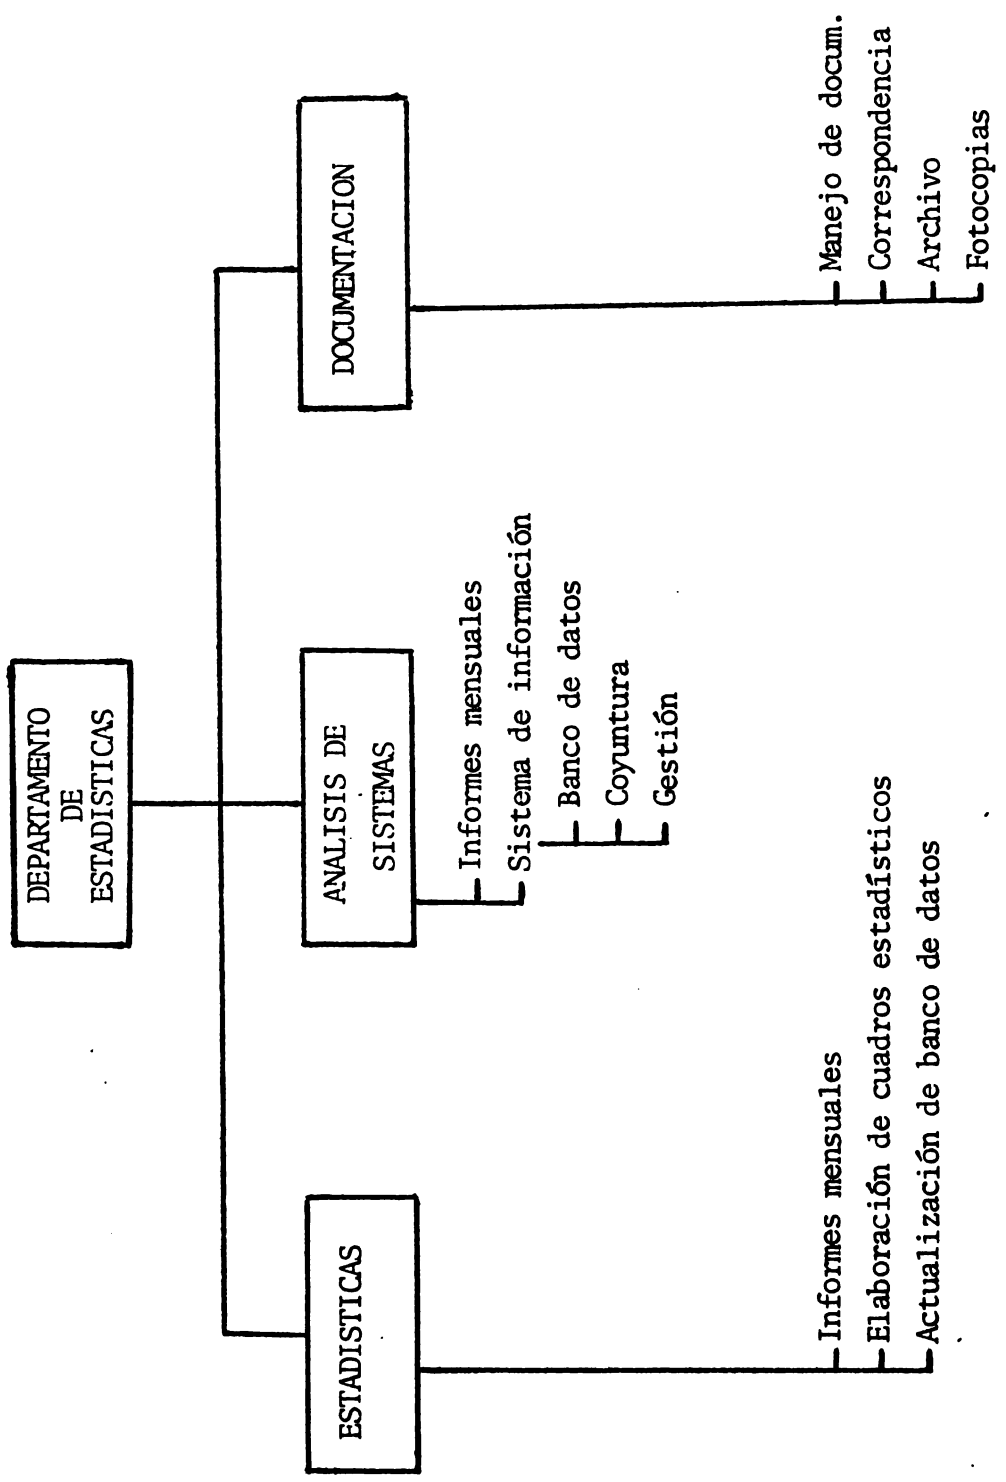 DEPARTAMENTO
DE
ESTADISTICAS
ESTADISTICAS
Informes mensuales
Elaboración de cuadros estadísticos
Actualización de banco de datos
ANALISIS DE
SISTEMAS
Informes mensuales
Sistema de información
Banco de datos
Coyuntura
Gestión
DOCUMENTACION
Manejo de docum.
Correspondencia
Archivo
Fotocopias